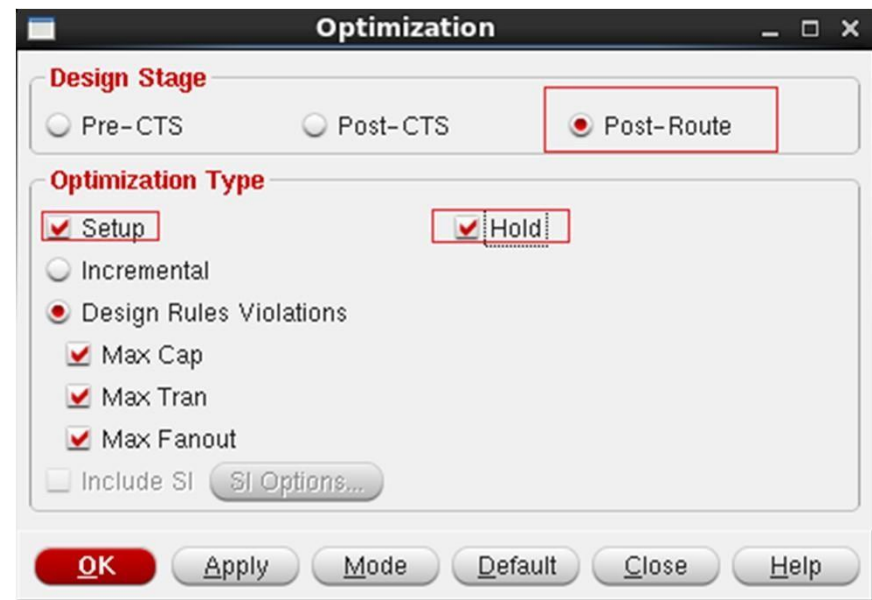 Optimization
Design Stage
Pre-CTS Post-CTS Post-Route
Optimization Type
Setup Hold
Incremental
Design Rules Violations
Max Cap
Max Tran
Max Fanout
Include SI SI Options...
OK Apply Mode Default Close Help